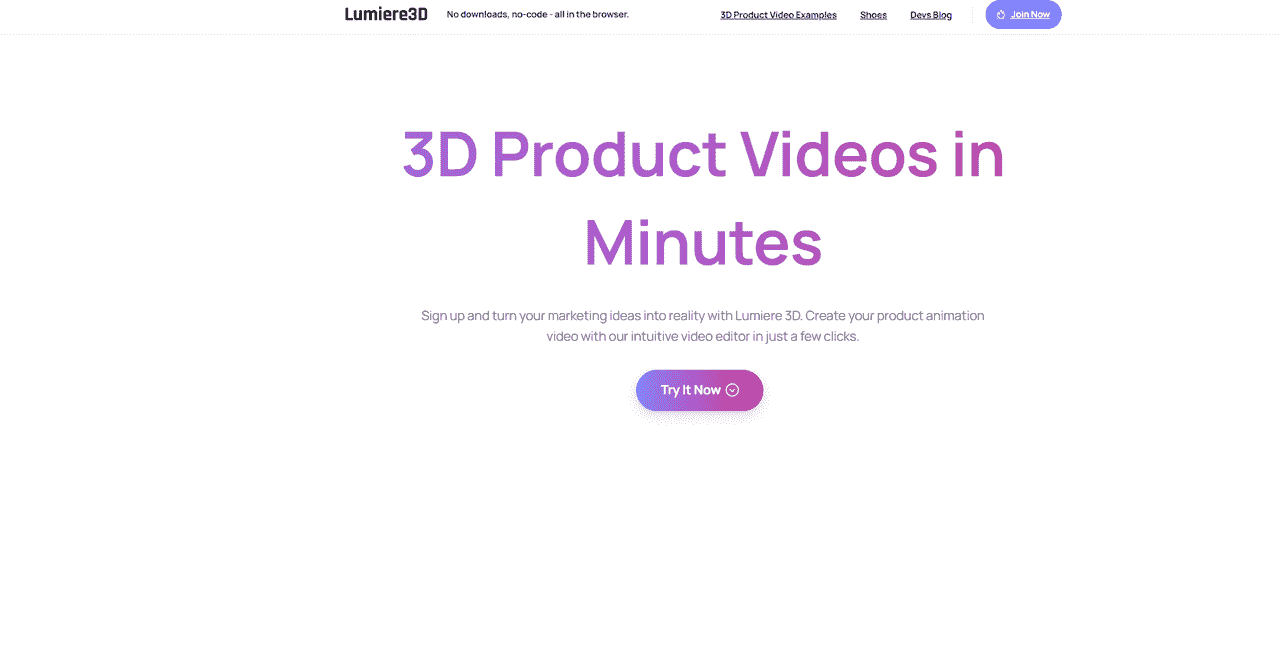 Lumiere3D
No downloads, no-code - all in the browser.
3D Product Video Examples
Shoes
Devs Blog
Join Now
3D Product Videos in
Minutes
Sign up and turn your marketing ideas into reality with Lumiere 3D. Create your product animation
video with our intuitive video editor in just a few clicks.
Try It Now